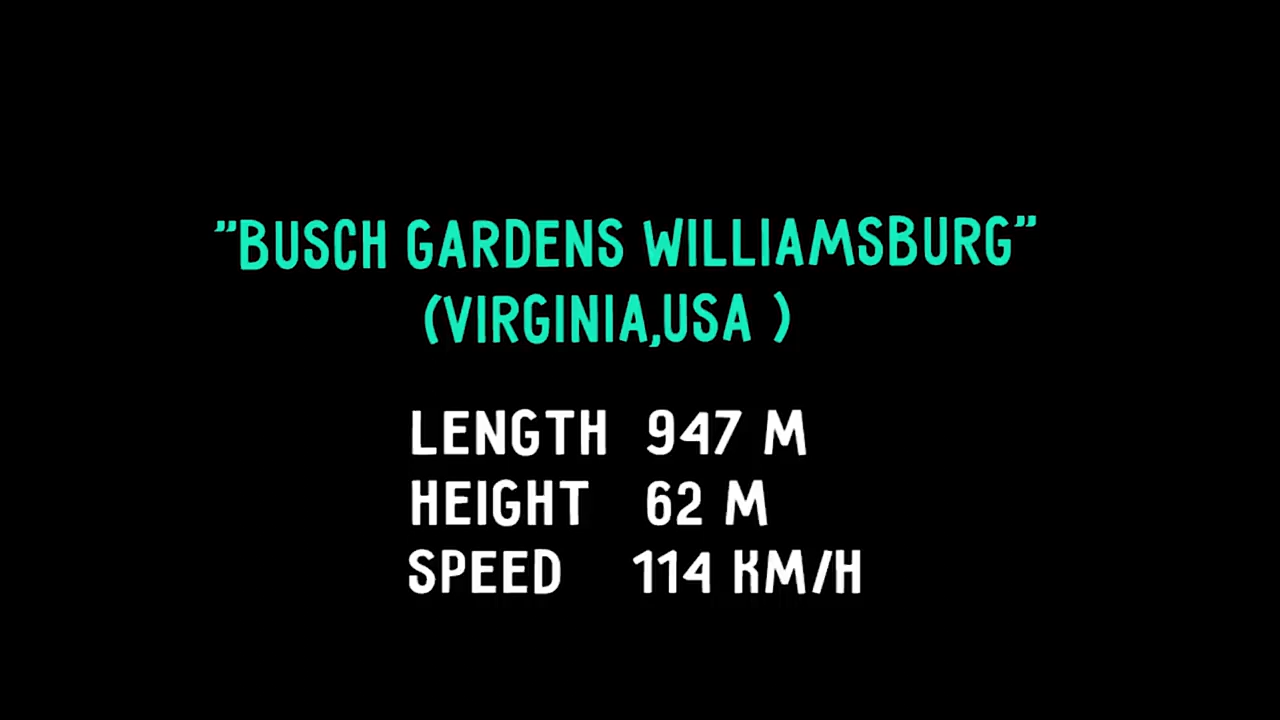 "BUSCH GARDENS WILLIAMSBURG"
(VIRGINIA,USA )
LENGTH 947 M
HEIGHT 62 M
SPEED 114 KM/H